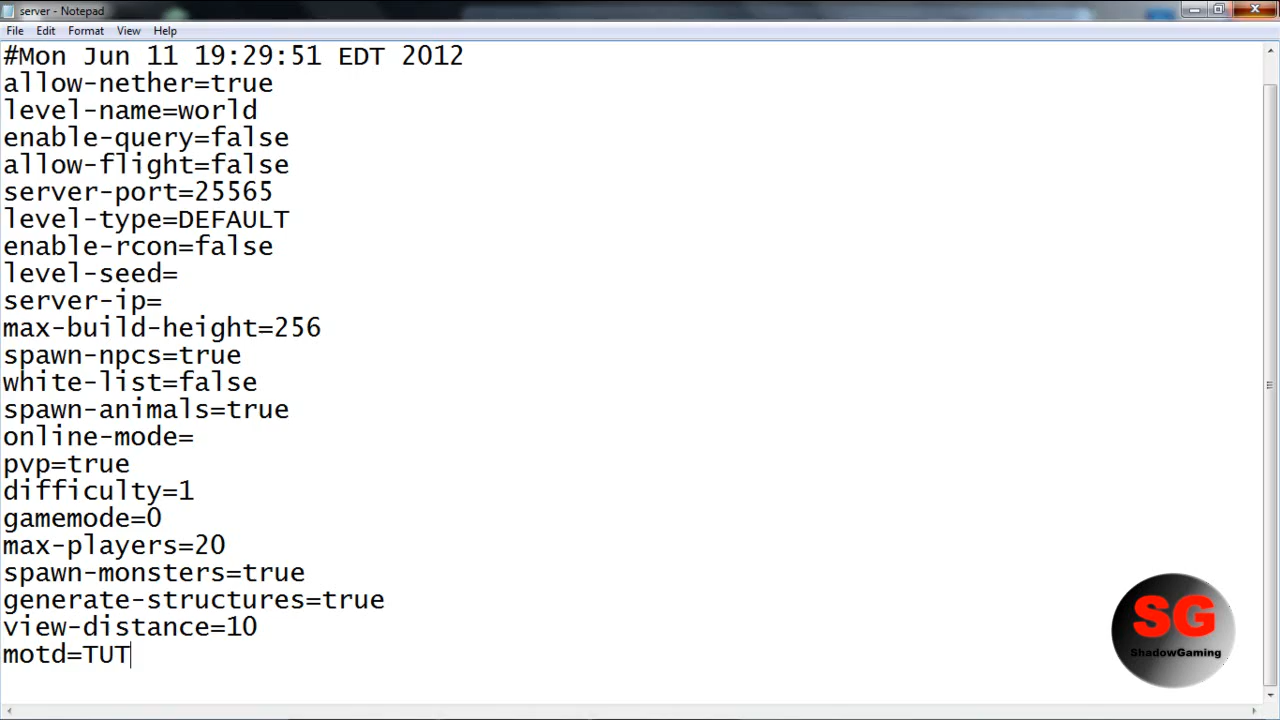 server - Notepad
File Edit Format View Help
#Mon Jun 11 19:29:51 EDT 2012
allow-nether=true
level-name=world
enable-query=false
allow-flight=false
server-port=25565
level-type=DEFAULT
enable-rcon=false
level-seed=
server-ip=
max-build-height=256
spawn-npcs=true
white-list=false
spawn-animals=true
online-mode=
pvp=true
difficulty=1
gamemode=0
max-players=20
spawn-monsters=true
generate-structures=true
view-distance=10
motd=TUT
SG
ShadowGaming